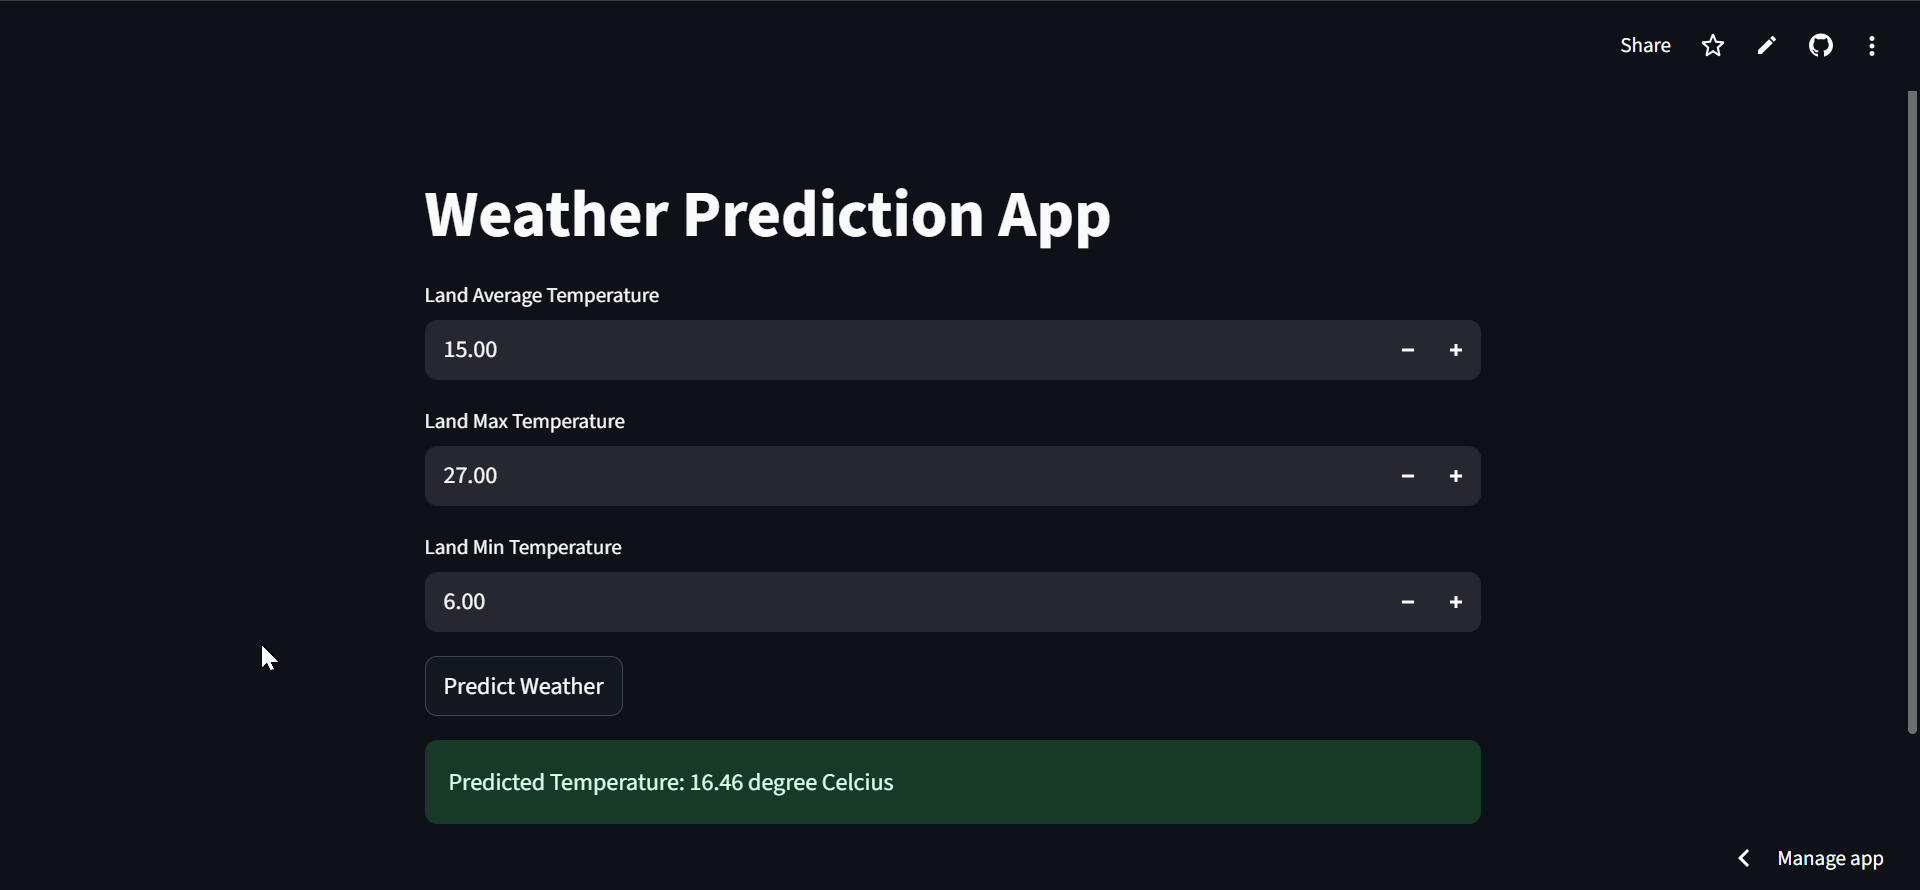 Share
Weather Prediction App
Land Average Temperature
15.00
Land Max Temperature
27.00
Land Min Temperature
6.00
Predict Weather
Predicted Temperature: 16.46 degree Celcius
Manage app